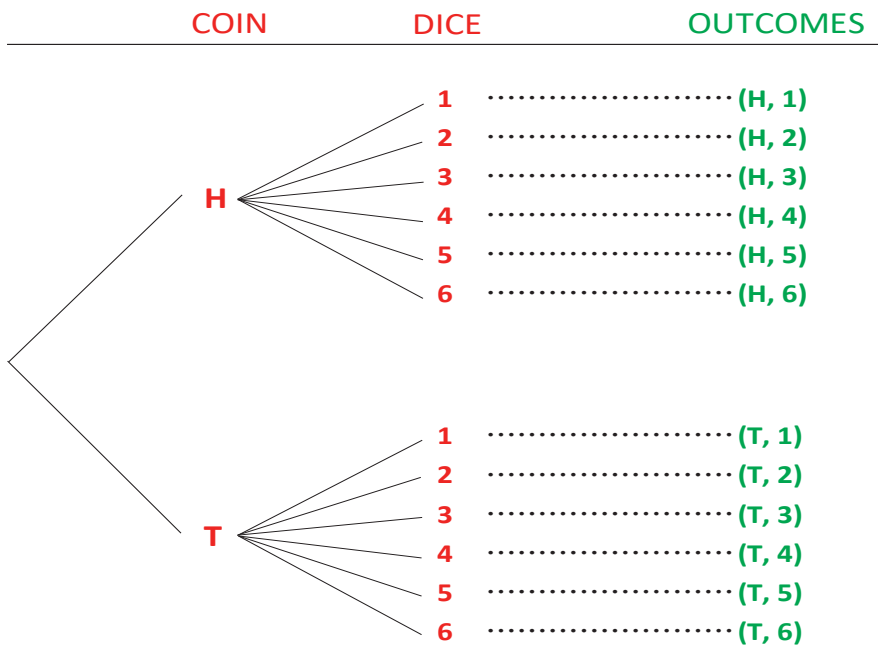 COIN DICE OUTCOMES
1 (H, 1)
2 (H, 2)
3 (H, 3)
H
4 (H, 4)
5 (H, 5)
6 (H, 6)
1 (T, 1)
2 (T, 2)
3 (T, 3)
T
4 (T, 4)
5 (T, 5)
6 (T, 6)